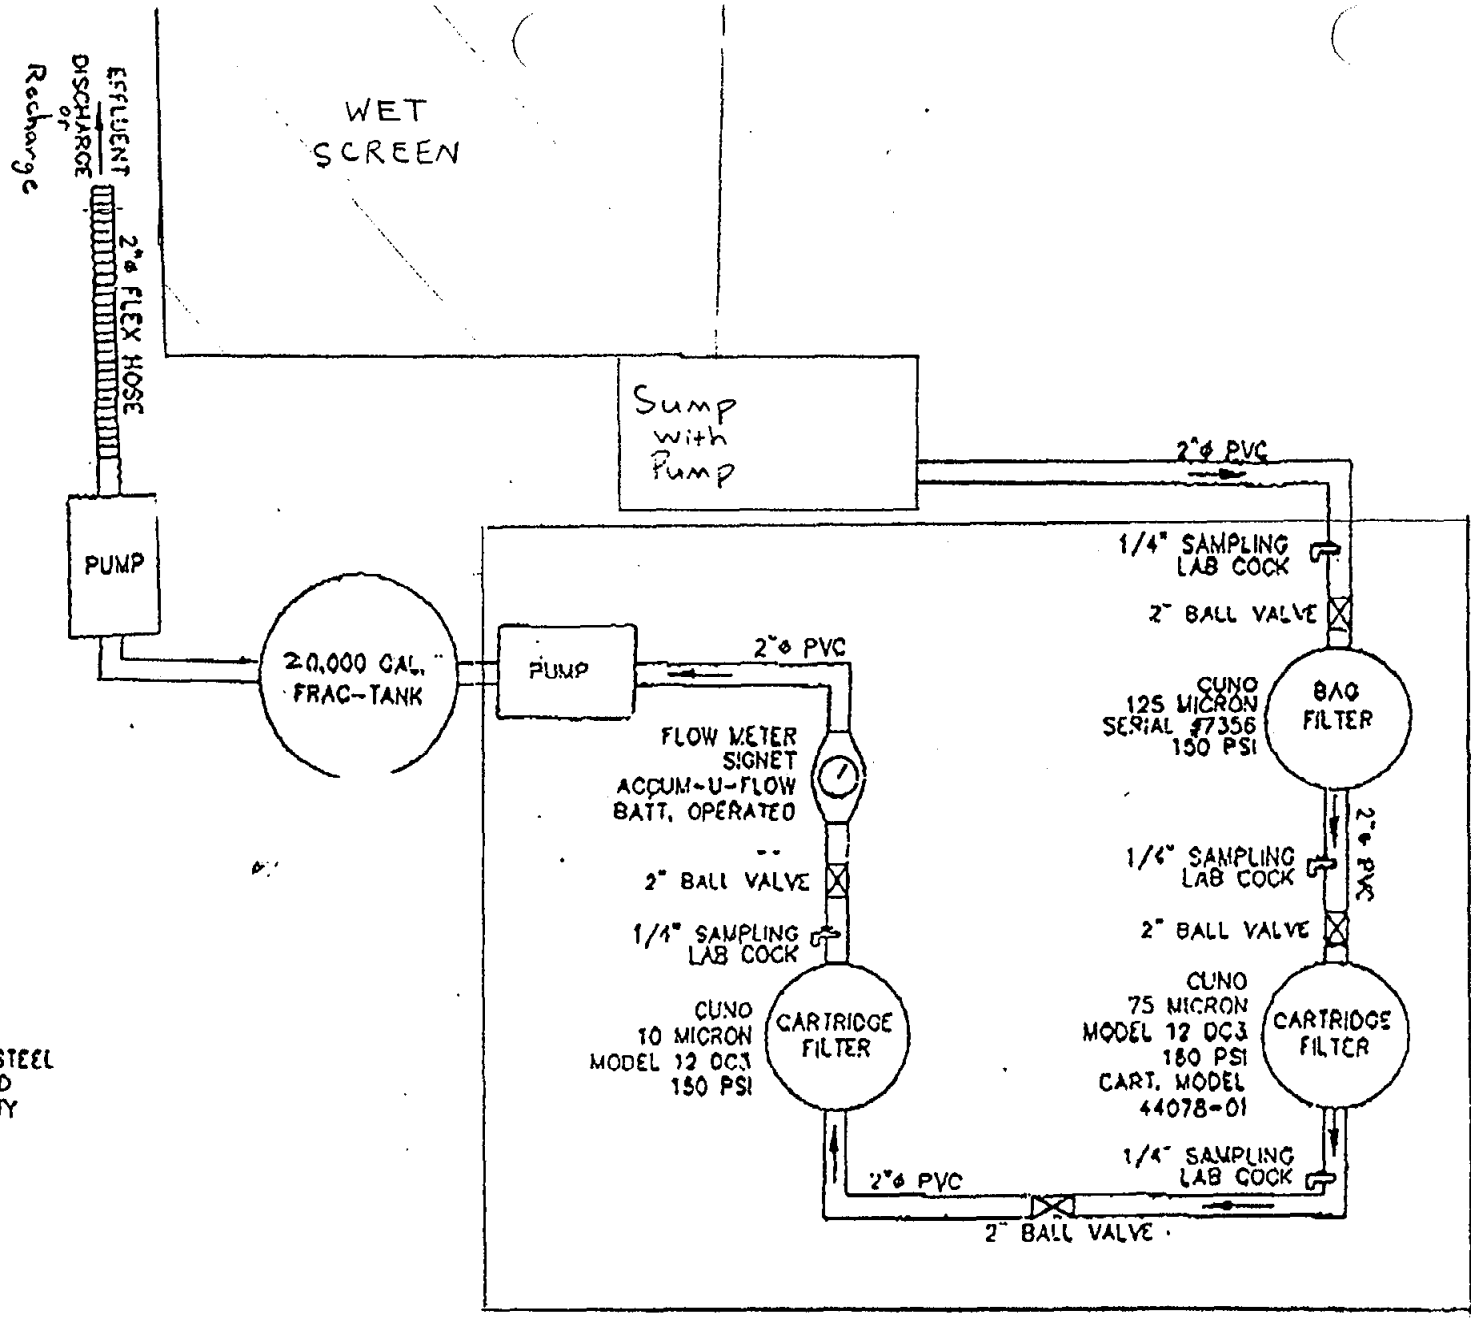 EFFLUENT
DISCHARGE
or
Recharge
2"ø FLEX HOSE
WET
SCREEN
Sump
with
Pump
2"ø PVC
1/4" SAMPLING
LAB COCK
2" BALL VALVE
CUNO
125 MICRON
SERIAL #7356
150 PSI
BAG
FILTER
2"ø PVC
1/4" SAMPLING
LAB COCK
2" BALL VALVE
CUNO
75 MICRON
MODEL 12 DC3
150 PSI
CART. MODEL
44078-01
CARTRIDGE
FILTER
1/4" SAMPLING
LAB COCK
2" BALL VALVE
2"ø PVC
CUNO
10 MICRON
MODEL 12 DC3
150 PSI
CARTRIDGE
FILTER
1/4" SAMPLING
LAB COCK
2" BALL VALVE
FLOW METER
SIGNET
ACCUM-U-FLOW
BATT. OPERATED
2"ø PVC
PUMP
20,000 GAL.
FRAC-TANK
PUMP
STEEL